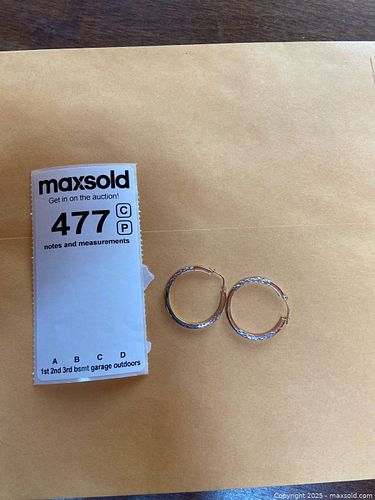 maxsold
Get in on the auction!
477 C
P
notes and measurements
A B C D
1st 2nd 3rd bsmt garage outdoors
Copyright 2025 - maxsold.com